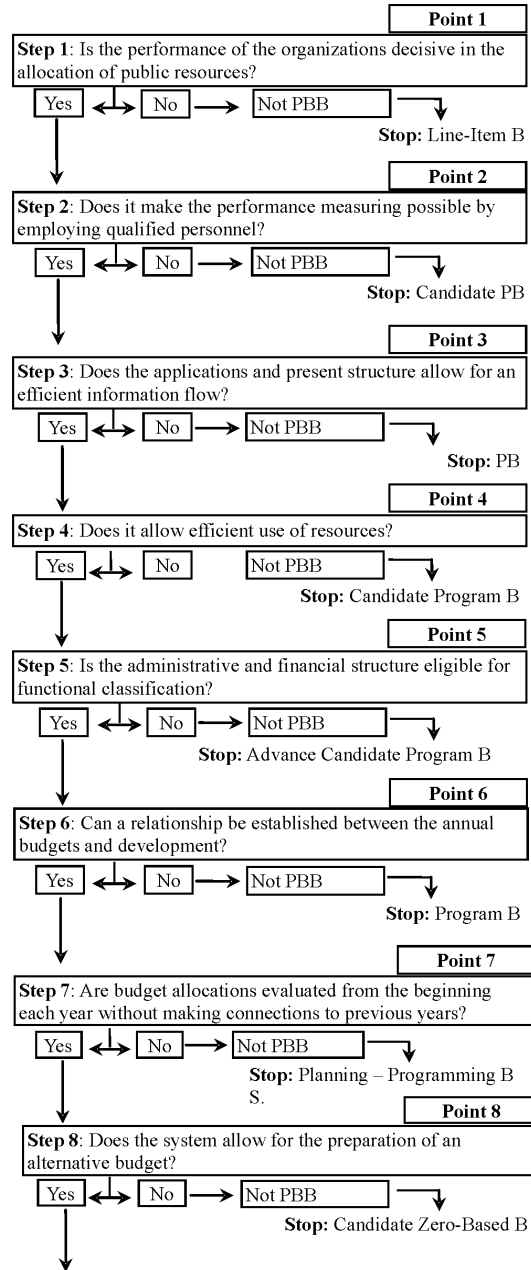 Point 1
Step 1: Is the performance of the organizations decisive in the
allocation of public resources?
Yes No Not PBB
Stop: Line-Item B
Point 2
Step 2: Does it make the performance measuring possible by
employing qualified personnel?
Yes No Not PBB
Stop: Candidate PB
Point 3
Step 3: Does the applications and present structure allow for an
efficient information flow?
Yes No Not PBB
Stop: PB
Point 4
Step 4: Does it allow efficient use of resources?
Yes No Not PBB
Stop: Candidate Program B
Point 5
Step 5: Is the administrative and financial structure eligible for
functional classification?
Yes No Not PBB
Stop: Advance Candidate Program B
Point 6
Step 6: Can a relationship be established between the annual
budgets and development?
Yes No Not PBB
Stop: Program B
Point 7
Step 7: Are budget allocations evaluated from the beginning
each year without making connections to previous years?
Yes No Not PBB
Stop: Planning – Programming B
S.
Point 8
Step 8: Does the system allow for the preparation of an
alternative budget?
Yes No Not PBB
Stop: Candidate Zero-Based B